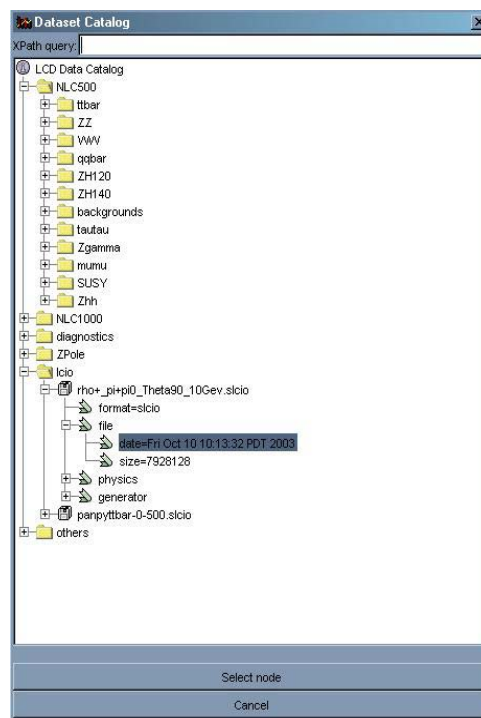 Dataset Catalog
XPath query:
LCD Data Catalog
NLC500
ttbar
ZZ
WW
qqbar
ZH120
ZH140
backgrounds
tautau
Zgamma
mumu
SUSY
Zhh
NLC1000
diagnostics
ZPole
lcio
rho+_pi+pi0_Theta90_10Gev.slcio
format=slcio
file
date=Fri Oct 10 10:13:32 PDT 2003
size=7928128
physics
generator
panpyttbar-0-500.slcio
others
Select node
Cancel